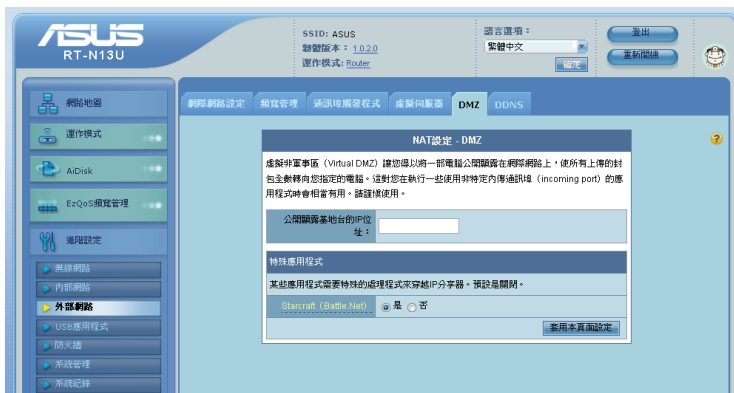 ASUS
RT-N13U
SSID: ASUS
韌體版本： 1.0.2.0
運作模式: Router
語言選項：
繁體中文
確定
登出
重新開機
網路地圖
運作模式
AiDisk
EzQoS頻寬管理
進階設定
無線網路
內部網路
外部網路
USB應用程式
防火牆
系統管理
系統紀錄
網際網路設定 頻寬管理 通訊埠觸發程式 虛擬伺服器 DMZ DDNS
NAT設定 - DMZ
虛擬非軍事區（Virtual DMZ）讓您得以將一部電腦公開顯露在網際網路上，使所有上傳的封
包全數轉向您指定的電腦。這對您在執行一些使用非特定內傳通訊埠（incoming port）的應
用程式時會相當有用。請謹慎使用。
公開顯露基地台的IP位
址：
特殊應用程式
某些應用程式需要特殊的處理程式來穿越IP分享器。預設是關閉。
Starcraft（Battle.Net） 是 否
套用本頁面設定